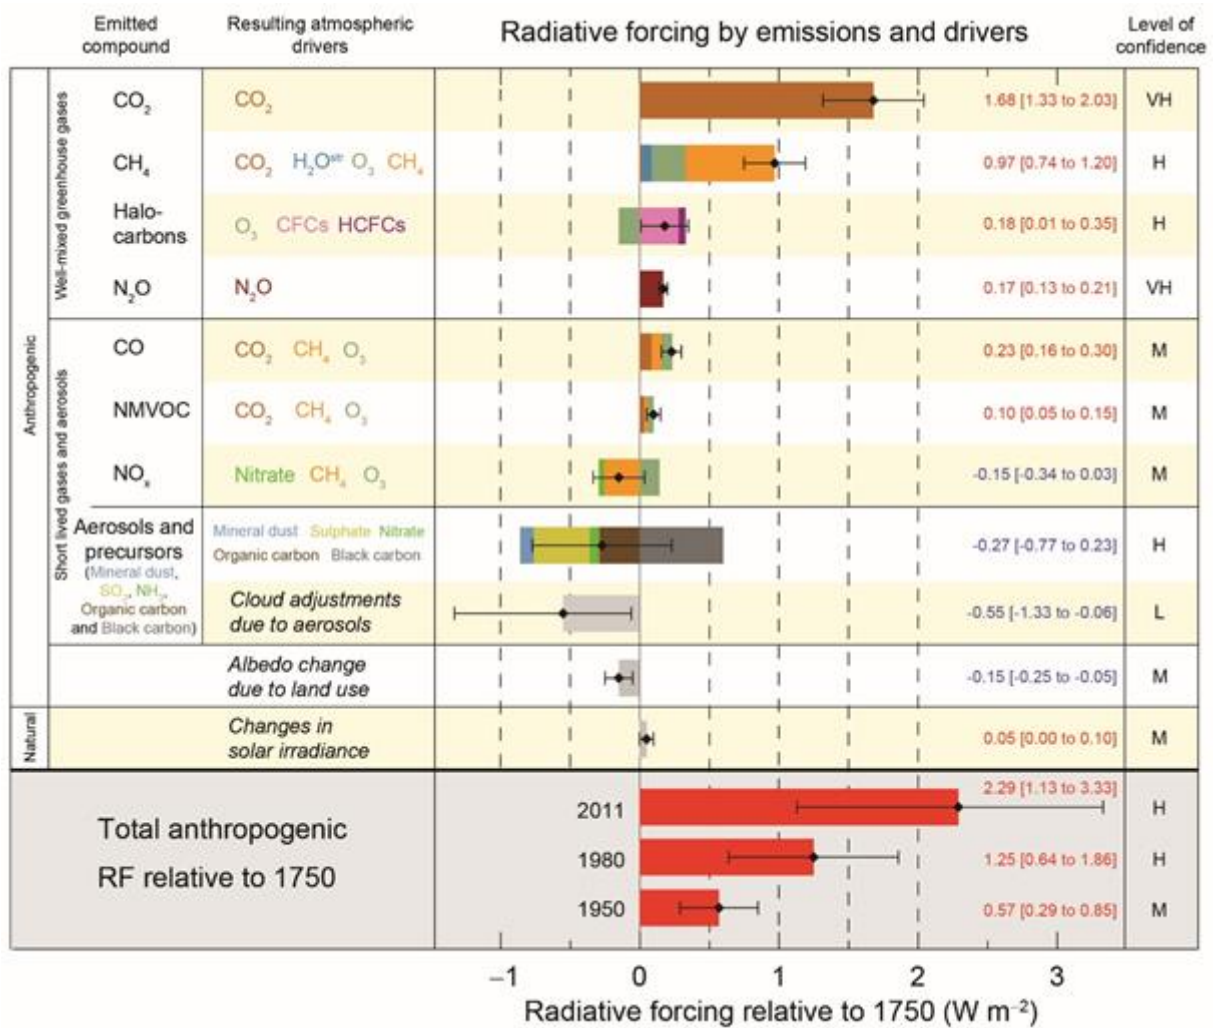 Emitted compound
Resulting atmospheric drivers
Radiative forcing by emissions and drivers
Level of confidence
Anthropogenic
Well-mixed greenhouse gases
CO₂ CO₂ 1.68 [1.33 to 2.03] VH
CH₄ CO₂ H₂Oˢᵗʳ O₃ CH₄ 0.97 [0.74 to 1.20] H
Halo-carbons O₃ CFCs HCFCs 0.18 [0.01 to 0.35] H
N₂O N₂O 0.17 [0.13 to 0.21] VH
Short lived gases and aerosols
CO CO₂ CH₄ O₃ 0.23 [0.16 to 0.30] M
NMVOC CO₂ CH₄ O₃ 0.10 [0.05 to 0.15] M
NOₓ Nitrate CH₄ O₃ -0.15 [-0.34 to 0.03] M
Aerosols and
precursors
(Mineral dust,
SO₂, NH₃,
Organic carbon
and Black carbon)
Mineral dust Sulphate Nitrate
Organic carbon Black carbon
-0.27 [-0.77 to 0.23] H
Cloud adjustments
due to aerosols
-0.55 [-1.33 to -0.06] L
Albedo change
due to land use
-0.15 [-0.25 to -0.05] M
Natural
Changes in
solar irradiance
0.05 [0.00 to 0.10] M
Total anthropogenic
RF relative to 1750
2011 2.29 [1.13 to 3.33] H
1980 1.25 [0.64 to 1.86] H
1950 0.57 [0.29 to 0.85] M
−1 0 1 2 3
Radiative forcing relative to 1750 (W m⁻²)